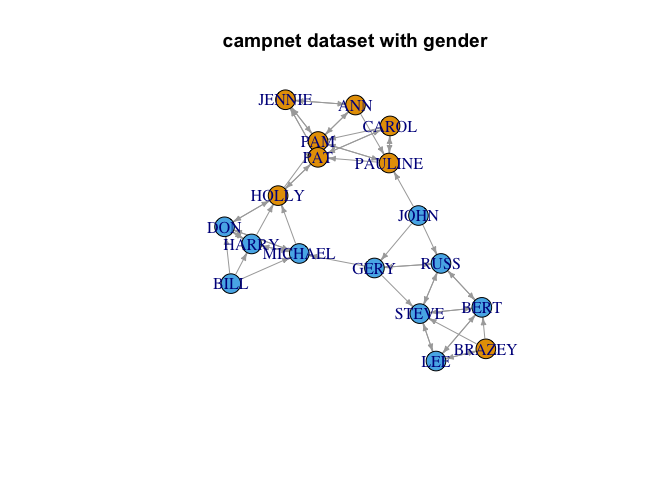 campnet dataset with gender
JENNIE
ANN
CAROL
PAM
PAT
PAULINE
HOLLY
JOHN
DON
HARRY
MICHAEL
GERY
RUSS
BILL
STEVE
BERT
BRAZEY
LEE